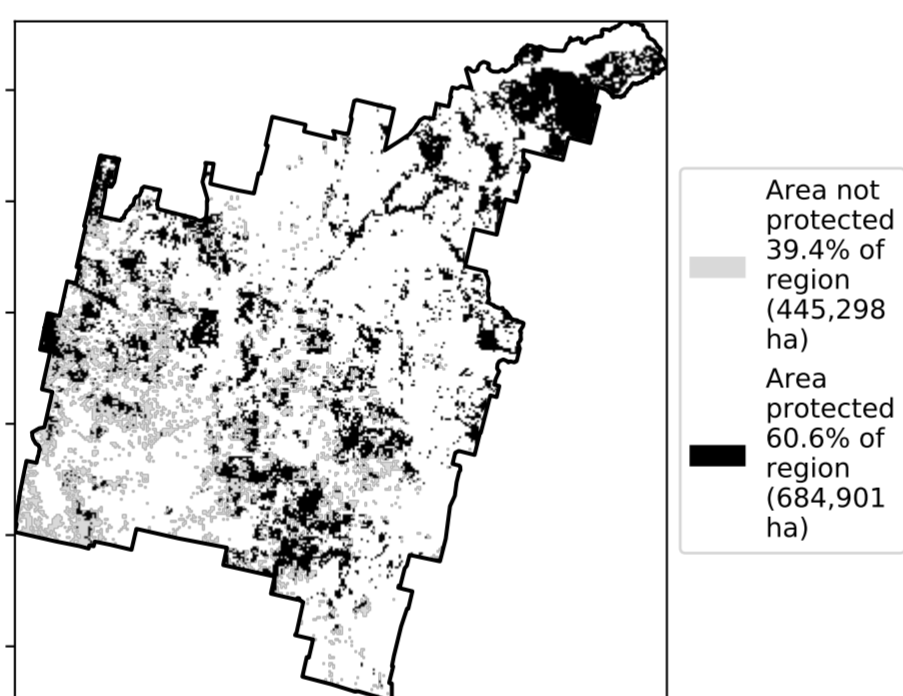 Area not
protected
39.4% of
region
(445,298
ha)
Area
protected
60.6% of
region
(684,901
ha)